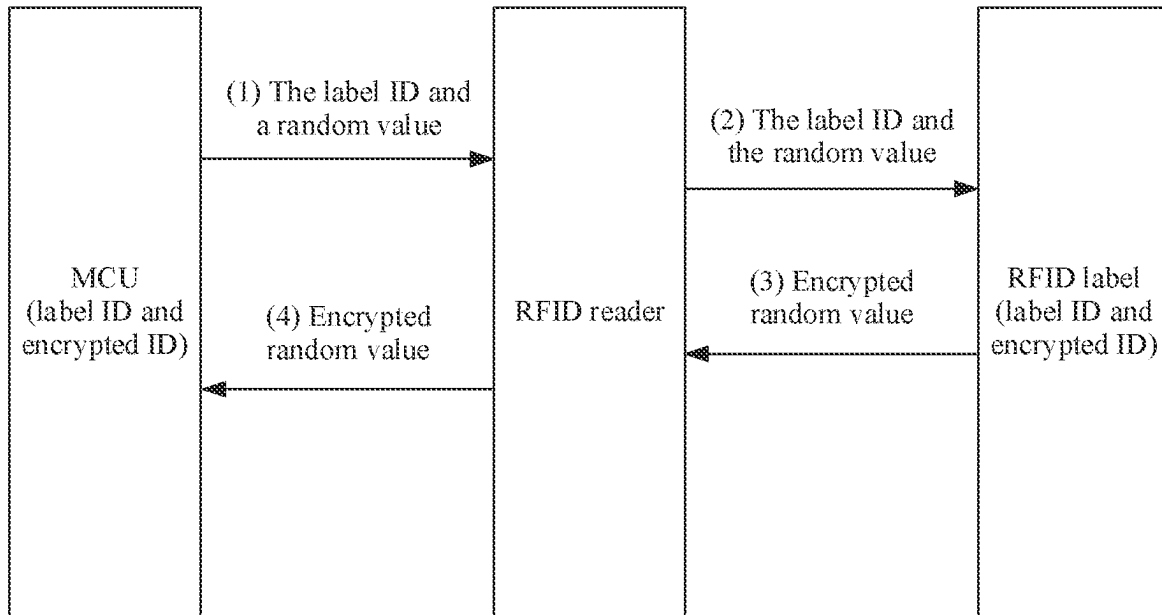 (1) The label ID and
a random value
(2) The label ID and
the random value
MCU
(label ID and
encrypted ID)
(4) Encrypted
random value
RFID reader
(3) Encrypted
random value
RFID label
(label ID and
encrypted ID)